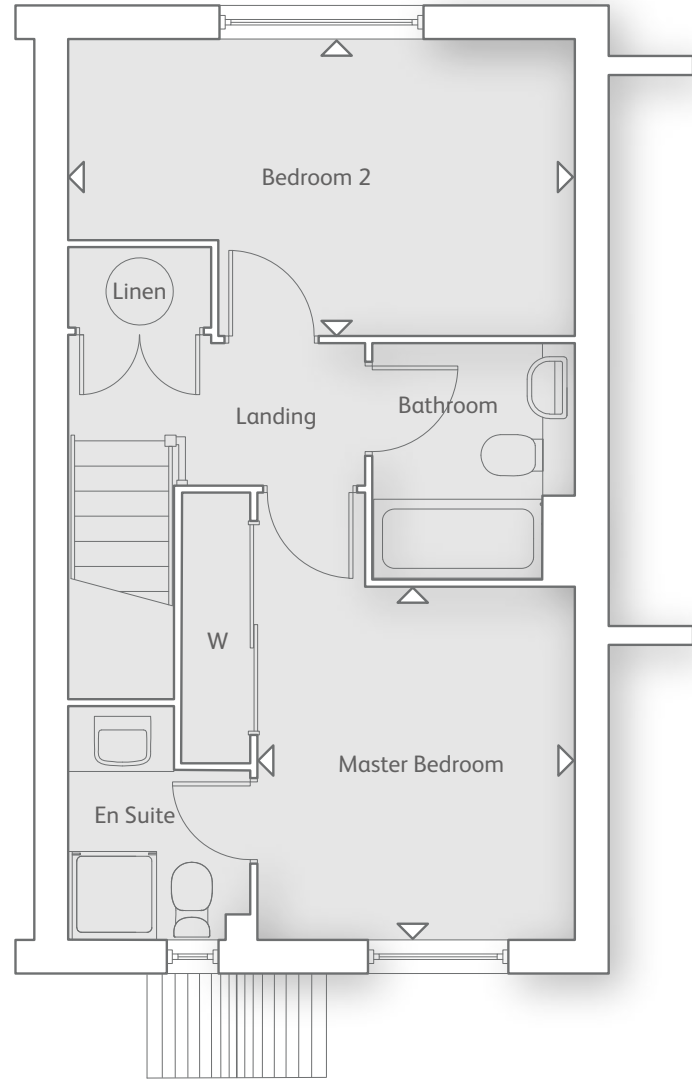 Bedroom 2
Linen
Landing
Bathroom
W
Master Bedroom
En Suite